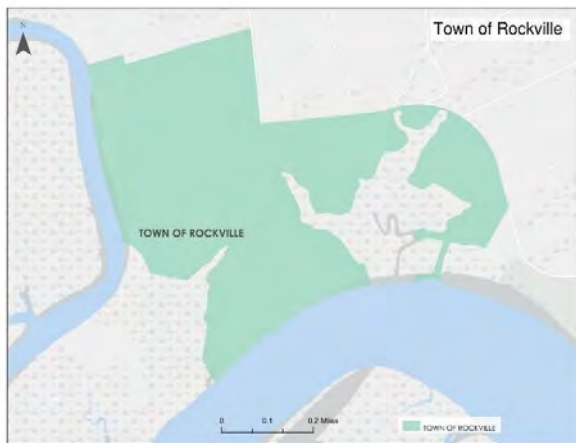 Town of Rockville
N
TOWN OF ROCKVILLE
0 0.1 0.2 Miles
TOWN OF ROCKVILLE